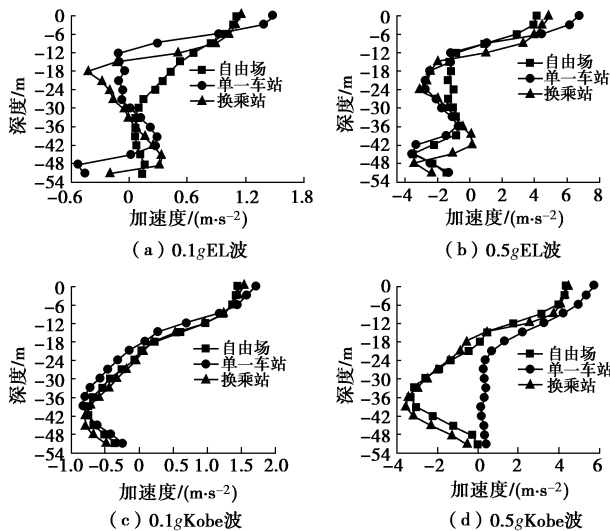 0
-6
-12
-18
-24
-30
-36
-42
-48
-54
深度/m
自由场
单一车站
换乘站
-0.6 0 0.6 1.2 1.8
加速度/(m·s⁻²)
(a) 0.1gEL波
0
-6
-12
-18
-24
-30
-36
-42
-48
-54
深度/m
自由场
单一车站
换乘站
-4 -2 0 2 4 6 8
加速度/(m·s⁻²)
(b) 0.5gEL波
0
-6
-12
-18
-24
-30
-36
-42
-48
-54
深度/m
自由场
单一车站
换乘站
-1.0 -0.5 0 0.5 1.0 1.5 2.0
加速度/(m·s⁻²)
(c) 0.1gKobe波
0
-6
-12
-18
-24
-30
-36
-42
-48
-54
深度/m
自由场
单一车站
换乘站
-4 -2 0 2 4 6
加速度/(m·s⁻²)
(d) 0.5gKobe波